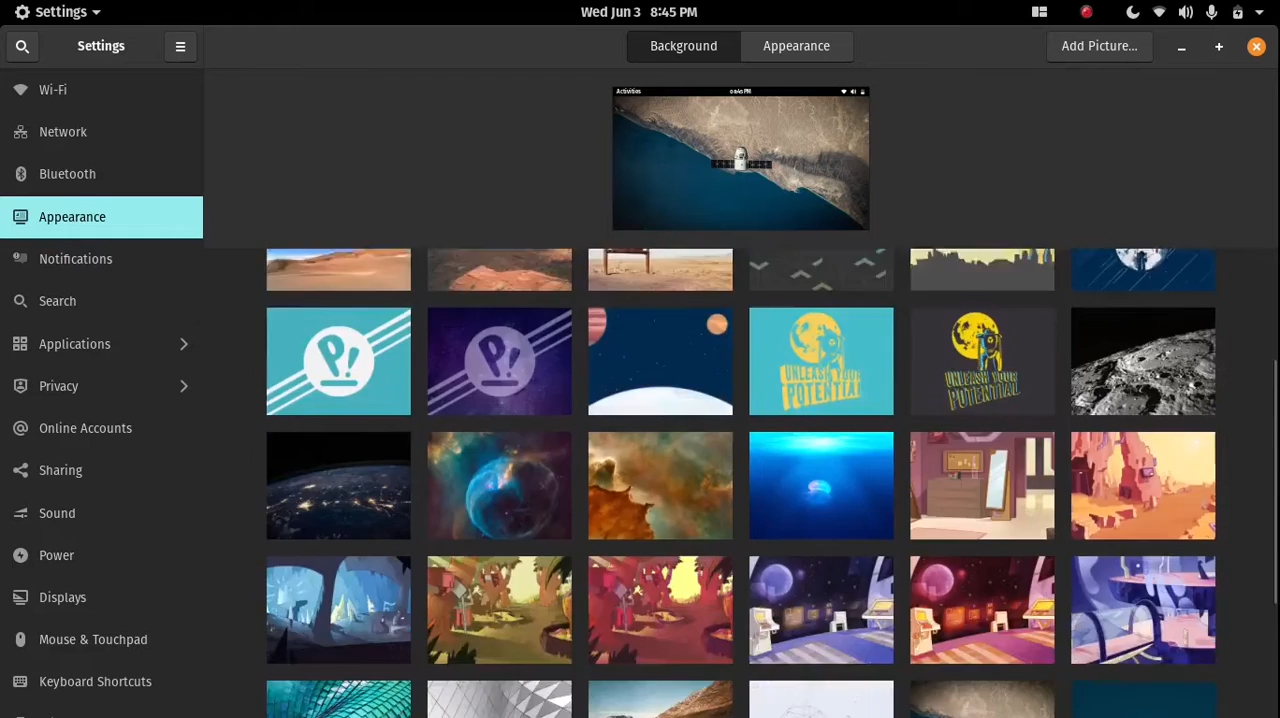 Settings
Wed Jun 3 8:45 PM
Settings
Background
Appearance
Add Picture...
Activities
Wi-Fi
Network
Bluetooth
Appearance
Notifications
Search
Applications
Privacy
Online Accounts
Sharing
Sound
Power
Displays
Mouse & Touchpad
Keyboard Shortcuts
P!
P!
UNLEASH YOUR
POTENTIAL
UNLEASH YOUR
POTENTIAL